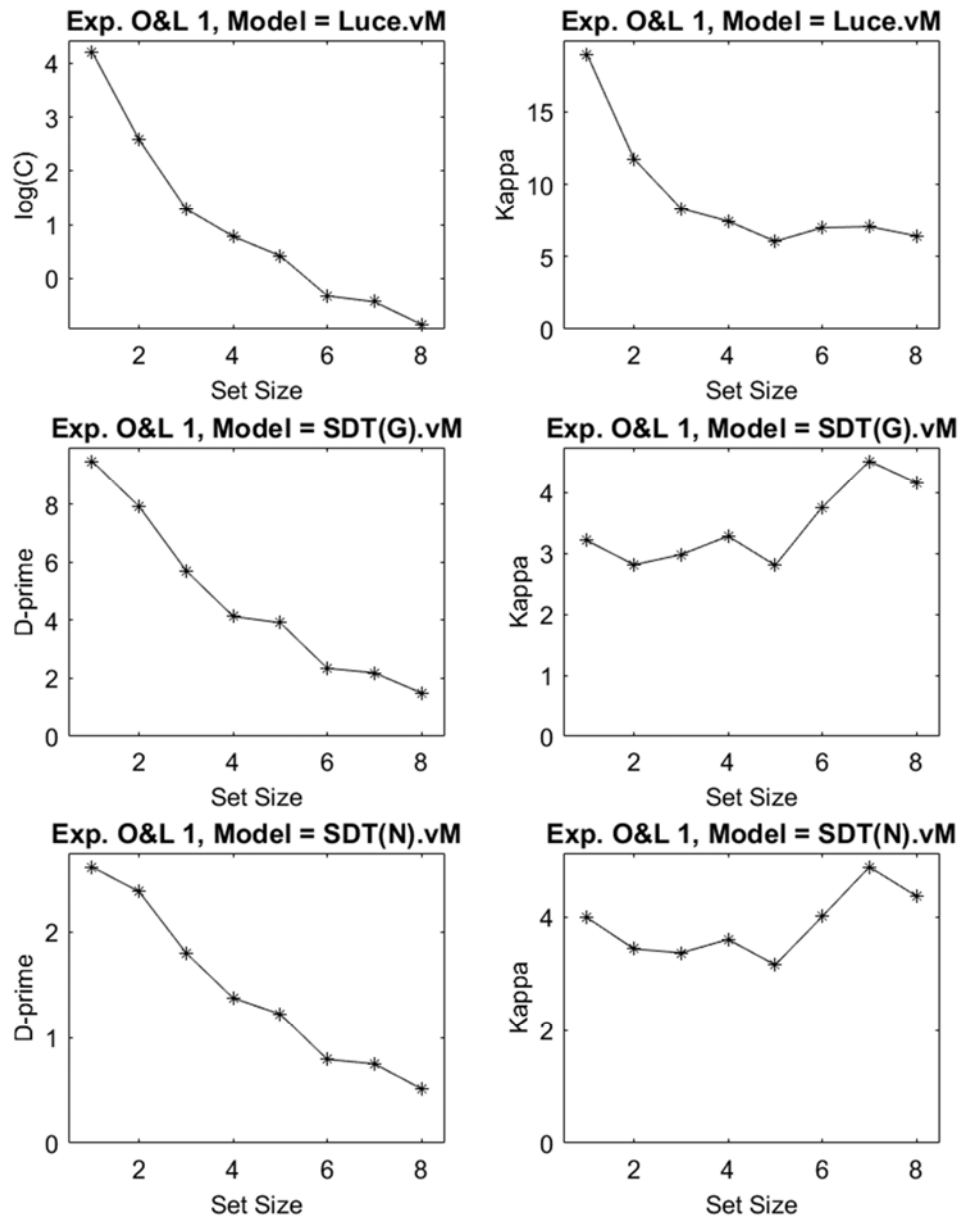 Exp. O&L 1, Model = Luce.vM
4
3
2
1
0
log(C)
2 4 6 8
Set Size
Exp. O&L 1, Model = Luce.vM
15
10
5
0
Kappa
2 4 6 8
Set Size
Exp. O&L 1, Model = SDT(G).vM
8
6
4
2
0
D-prime
2 4 6 8
Set Size
Exp. O&L 1, Model = SDT(G).vM
4
3
2
1
0
Kappa
2 4 6 8
Set Size
Exp. O&L 1, Model = SDT(N).vM
2
1
0
D-prime
2 4 6 8
Set Size
Exp. O&L 1, Model = SDT(N).vM
4
2
0
Kappa
2 4 6 8
Set Size